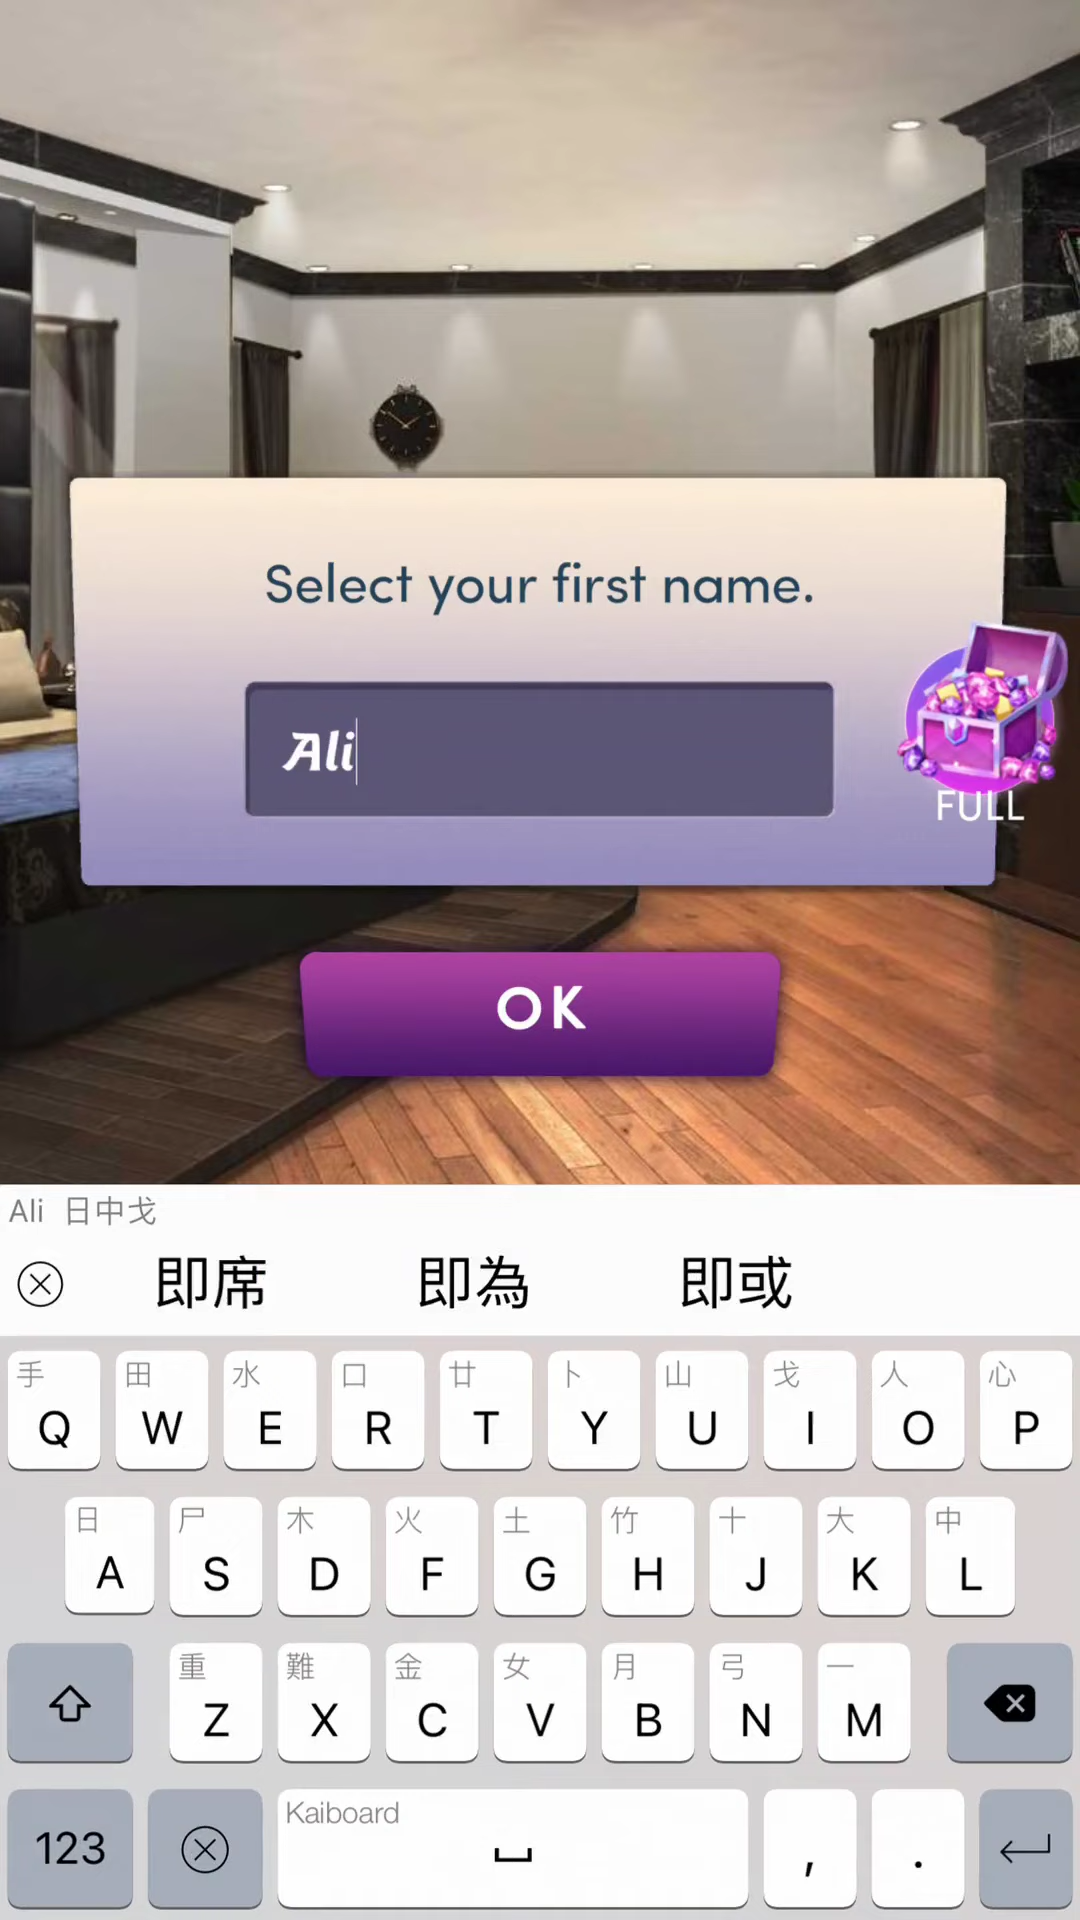 Select your first name.
Ali
FULL
OK
Ali 日中戈
即席 即為 即或
手 田 水 口 廿 卜 山 戈 人 心
Q W E R T Y U I O P
日 尸 木 火 土 竹 十 大 中
A S D F G H J K L
重 難 金 女 月 弓 一
Z X C V B N M
Kaiboard
123 , .